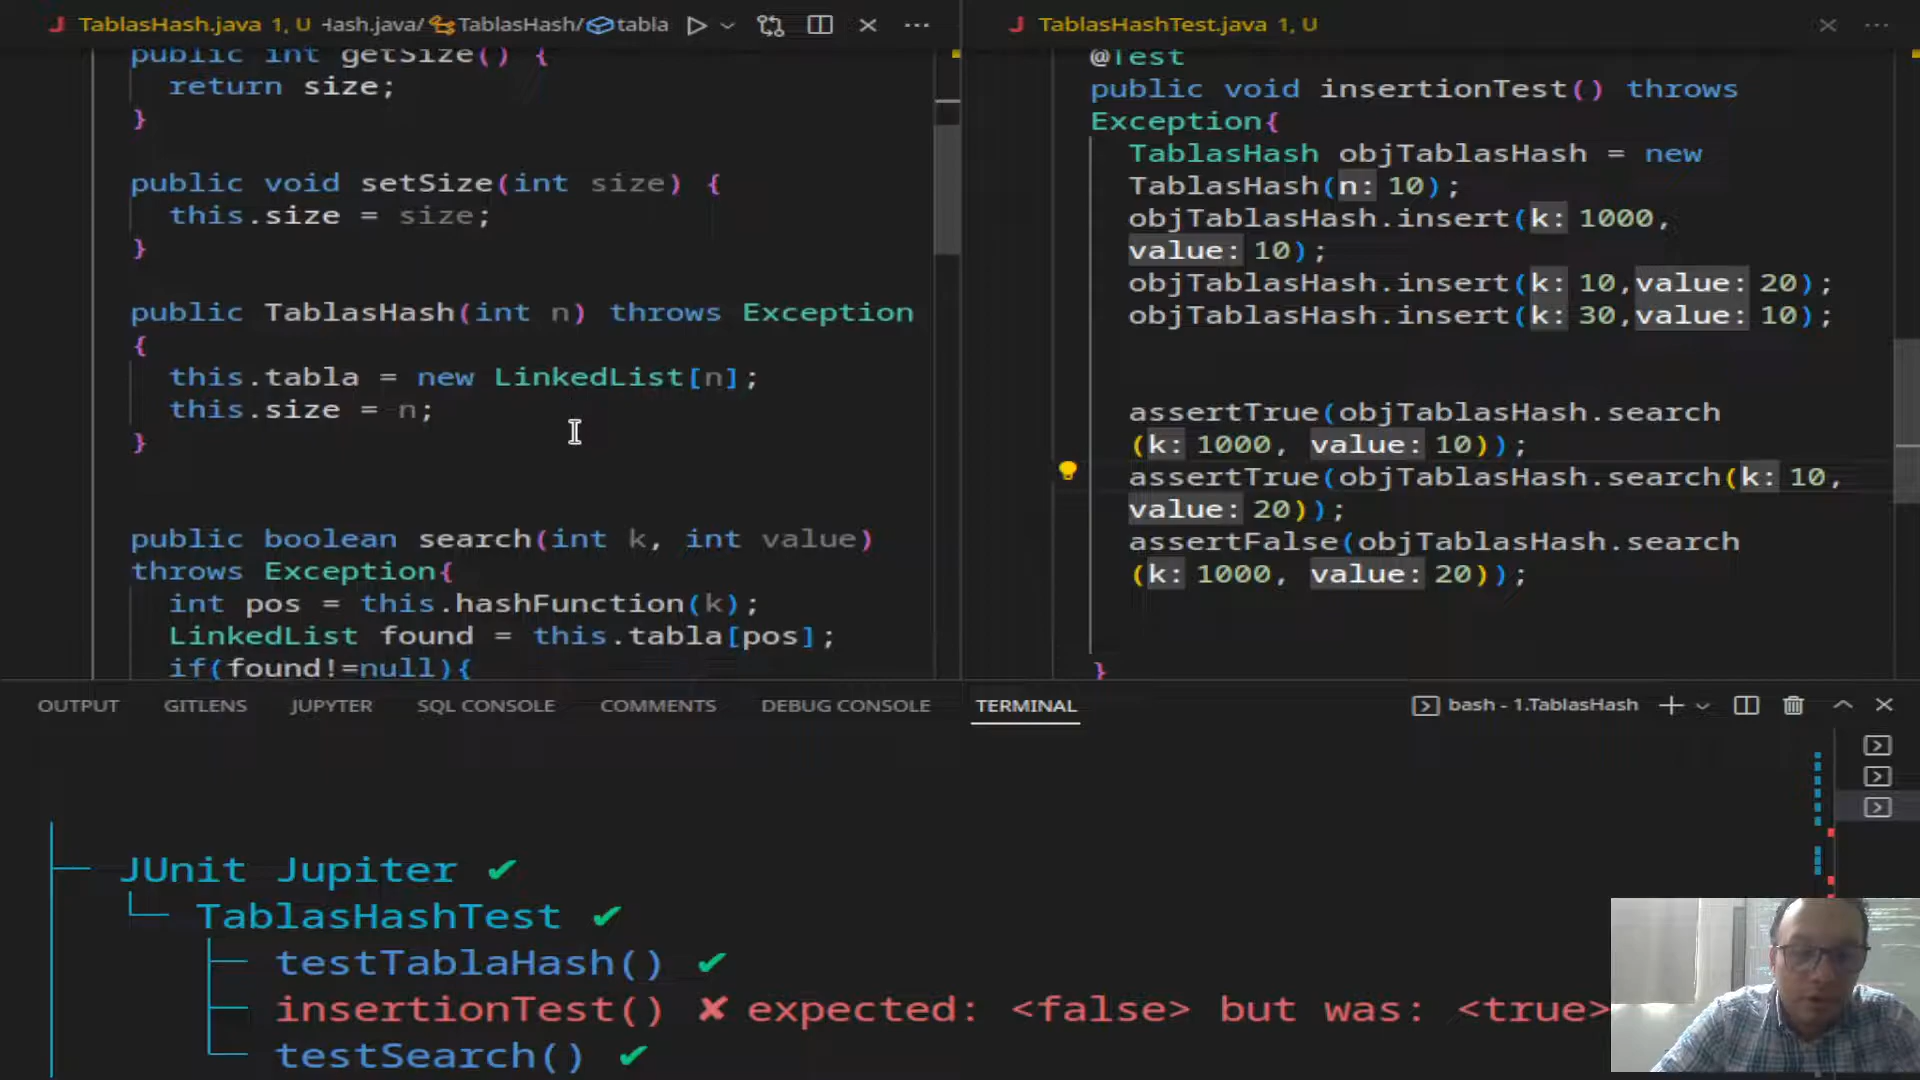 J TablasHash.java 1, U Hash.java/ TablasHash/ tabla
public int getSize() {
return size;
}
public void setSize(int size) {
this.size = size;
}
public TablasHash(int n) throws Exception
{
this.tabla = new LinkedList[n];
this.size = n;
}
public boolean search(int k, int value)
throws Exception{
int pos = this.hashFunction(k);
LinkedList found = this.tabla[pos];
if(found!=null){
J TablasHashTest.java 1, U
@Test
public void insertionTest() throws
Exception{
TablasHash objTablasHash = new
TablasHash(n: 10);
objTablasHash.insert(k: 1000,
value: 10);
objTablasHash.insert(k: 10,value: 20);
objTablasHash.insert(k: 30,value: 10);
assertTrue(objTablasHash.search
(k: 1000, value: 10));
assertTrue(objTablasHash.search(k: 10,
value: 20));
assertFalse(objTablasHash.search
(k: 1000, value: 20));
}
OUTPUT GITLENS JUPYTER SQL CONSOLE COMMENTS DEBUG CONSOLE TERMINAL bash - 1.TablasHash
JUnit Jupiter ✔
TablasHashTest ✔
testTablaHash() ✔
insertionTest() ✘ expected: <false> but was: <true>
testSearch() ✔